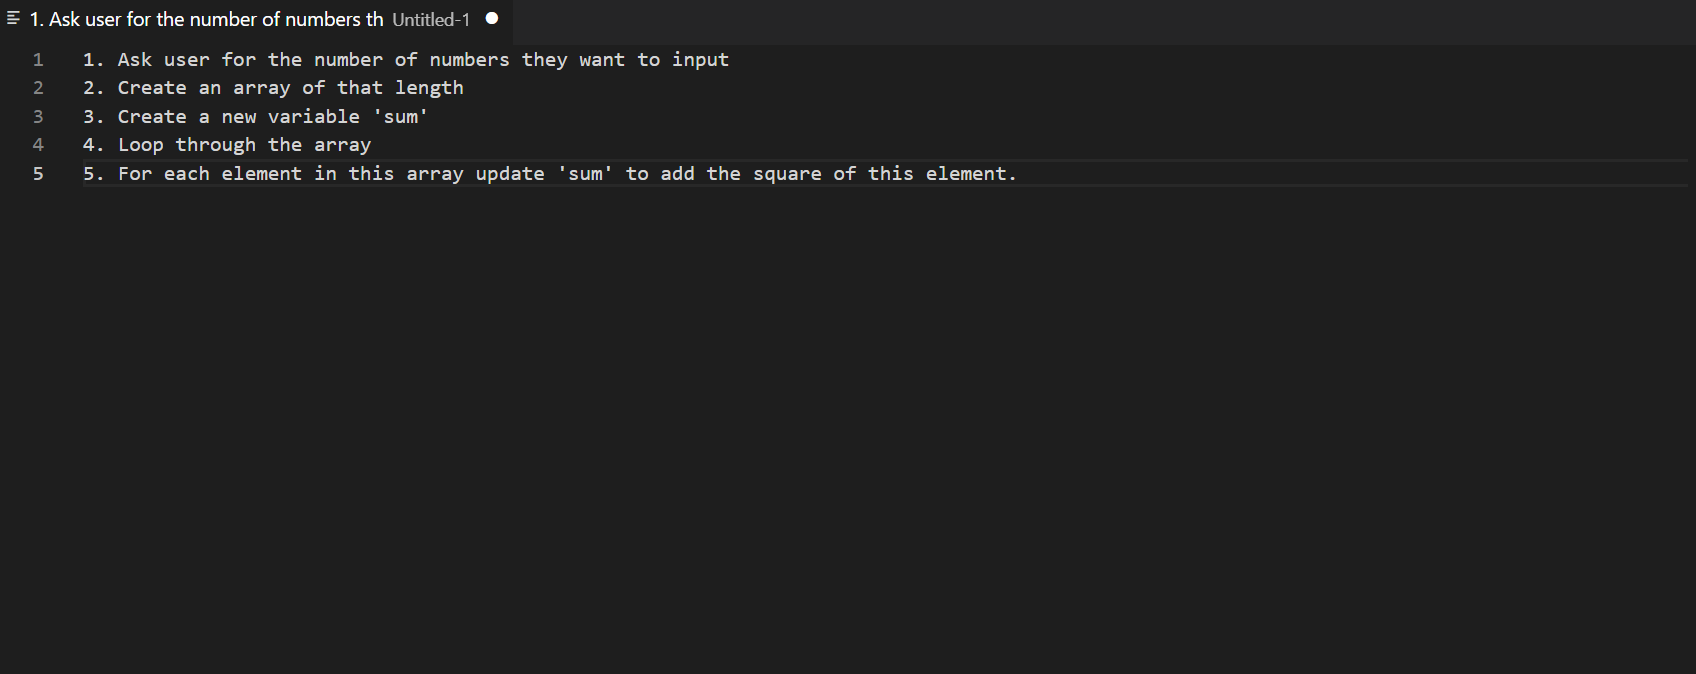 1. Ask user for the number of numbers th Untitled-1
1 1. Ask user for the number of numbers they want to input
2 2. Create an array of that length
3 3. Create a new variable 'sum'
4 4. Loop through the array
5 5. For each element in this array update 'sum' to add the square of this element.